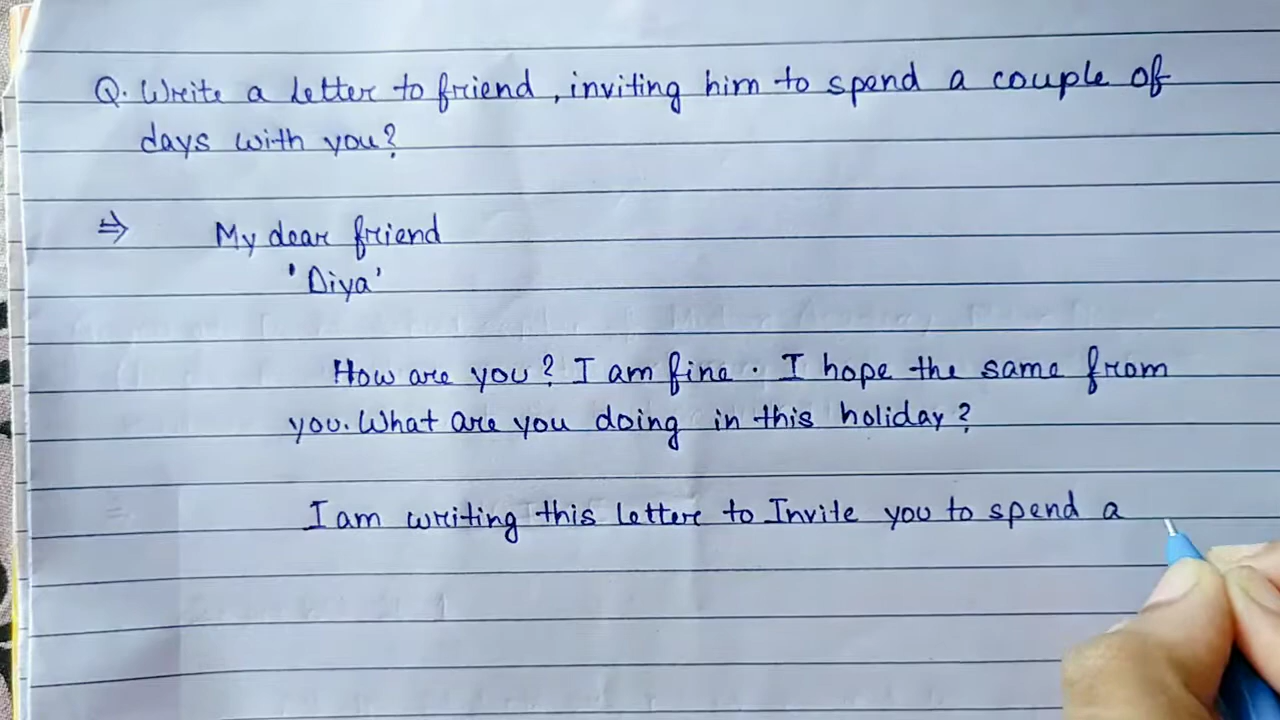 Q. Write a letter to friend, inviting him to spend a couple of
days with you?
⇒ My dear friend
'Diya'
How are you? I am fine. I hope the same from
you. What are you doing in this holiday?
I am writing this letter to Invite you to spend a